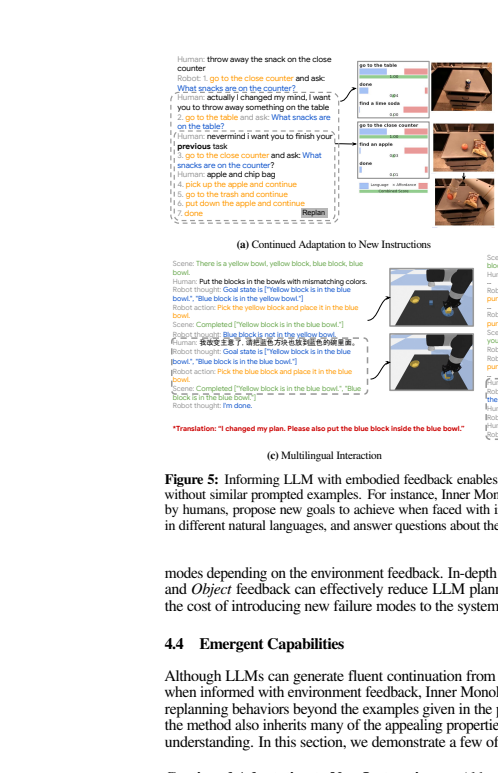 Human: throw away the snack on the close
counter
Robot: 1. go to the close counter and ask:
What snacks are on the counter?
Human: actually I changed my mind, I want
you to throw away something on the table
2. go to the table and ask: What snacks are
on the table?
Human: nevermind i want you to finish your
previous task
3. go to the close counter and ask: What
snacks are on the counter?
Human: apple and chip bag
4. pick up the apple and continue
5. go to the trash and continue
6. put down the apple and continue
7. done
Replan
go to the table
done
find a lime soda
go to the close counter
find an apple
done
Language
Affordance
Combined Score
(a) Continued Adaptation to New Instructions
Scene: There is a yellow bowl, yellow block, blue block, blue
bowl.
Human: Put the blocks in the bowls with mismatching colors.
Robot thought: Goal state is ["Yellow block is in the blue
bowl.", "Blue block is in the yellow bowl."]
Robot action: Pick the yellow block and place it in the blue
bowl.
Scene: Completed ["Yellow block is in the blue bowl."]
Robot thought: Blue block is not in the yellow bowl.
Human: 我改变主意了. 请把蓝色方块也放到蓝色的碗里面。
Robot thought: Goal state is ["Yellow block is in the blue
bowl.", "Blue block is in the blue bowl."]
Robot action: Pick the blue block and place it in the blue
bowl.
Scene: Completed ["Yellow block is in the blue bowl.", "Blue
block is in the blue bowl."]
Robot thought: I'm done.
*Translation: "I changed my plan. Please also put the blue block inside the blue bowl."
(c) Multilingual Interaction
Figure 5: Informing LLM with embodied feedback enables
without similar prompted examples. For instance, Inner Mon
by humans, propose new goals to achieve when faced with i
in different natural languages, and answer questions about the
modes depending on the environment feedback. In-depth
and Object feedback can effectively reduce LLM plann
the cost of introducing new failure modes to the system
4.4 Emergent Capabilities
Although LLMs can generate fluent continuation from
when informed with environment feedback, Inner Monol
replanning behaviors beyond the examples given in the p
the method also inherits many of the appealing propertie
understanding. In this section, we demonstrate a few of